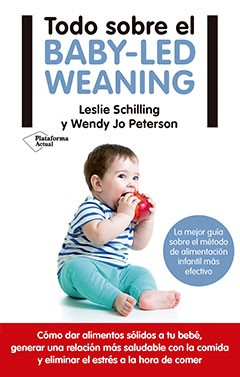 Todo sobre el
BABY-LED
WEANING
Leslie Schilling
y Wendy Jo Peterson
Plataforma
Actual
La mejor guía
sobre el método
de alimentación
infantil más
efectivo
Cómo dar alimentos sólidos a tu bebé,
generar una relación más saludable con la comida
y eliminar el estrés a la hora de comer